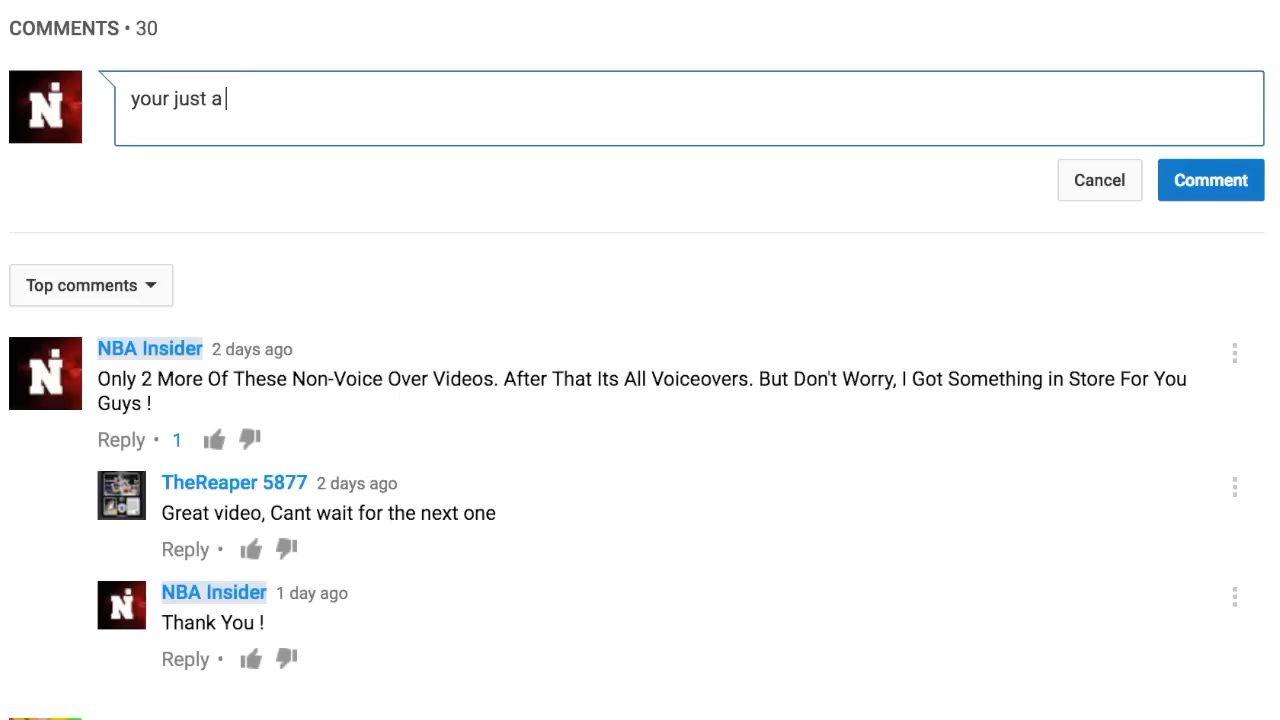 COMMENTS • 30
your just a
Cancel
Comment
Top comments
NBA Insider 2 days ago
Only 2 More Of These Non-Voice Over Videos. After That Its All Voiceovers. But Don't Worry, I Got Something in Store For You
Guys !
Reply • 1
TheReaper 5877 2 days ago
Great video, Cant wait for the next one
Reply •
NBA Insider 1 day ago
Thank You !
Reply •